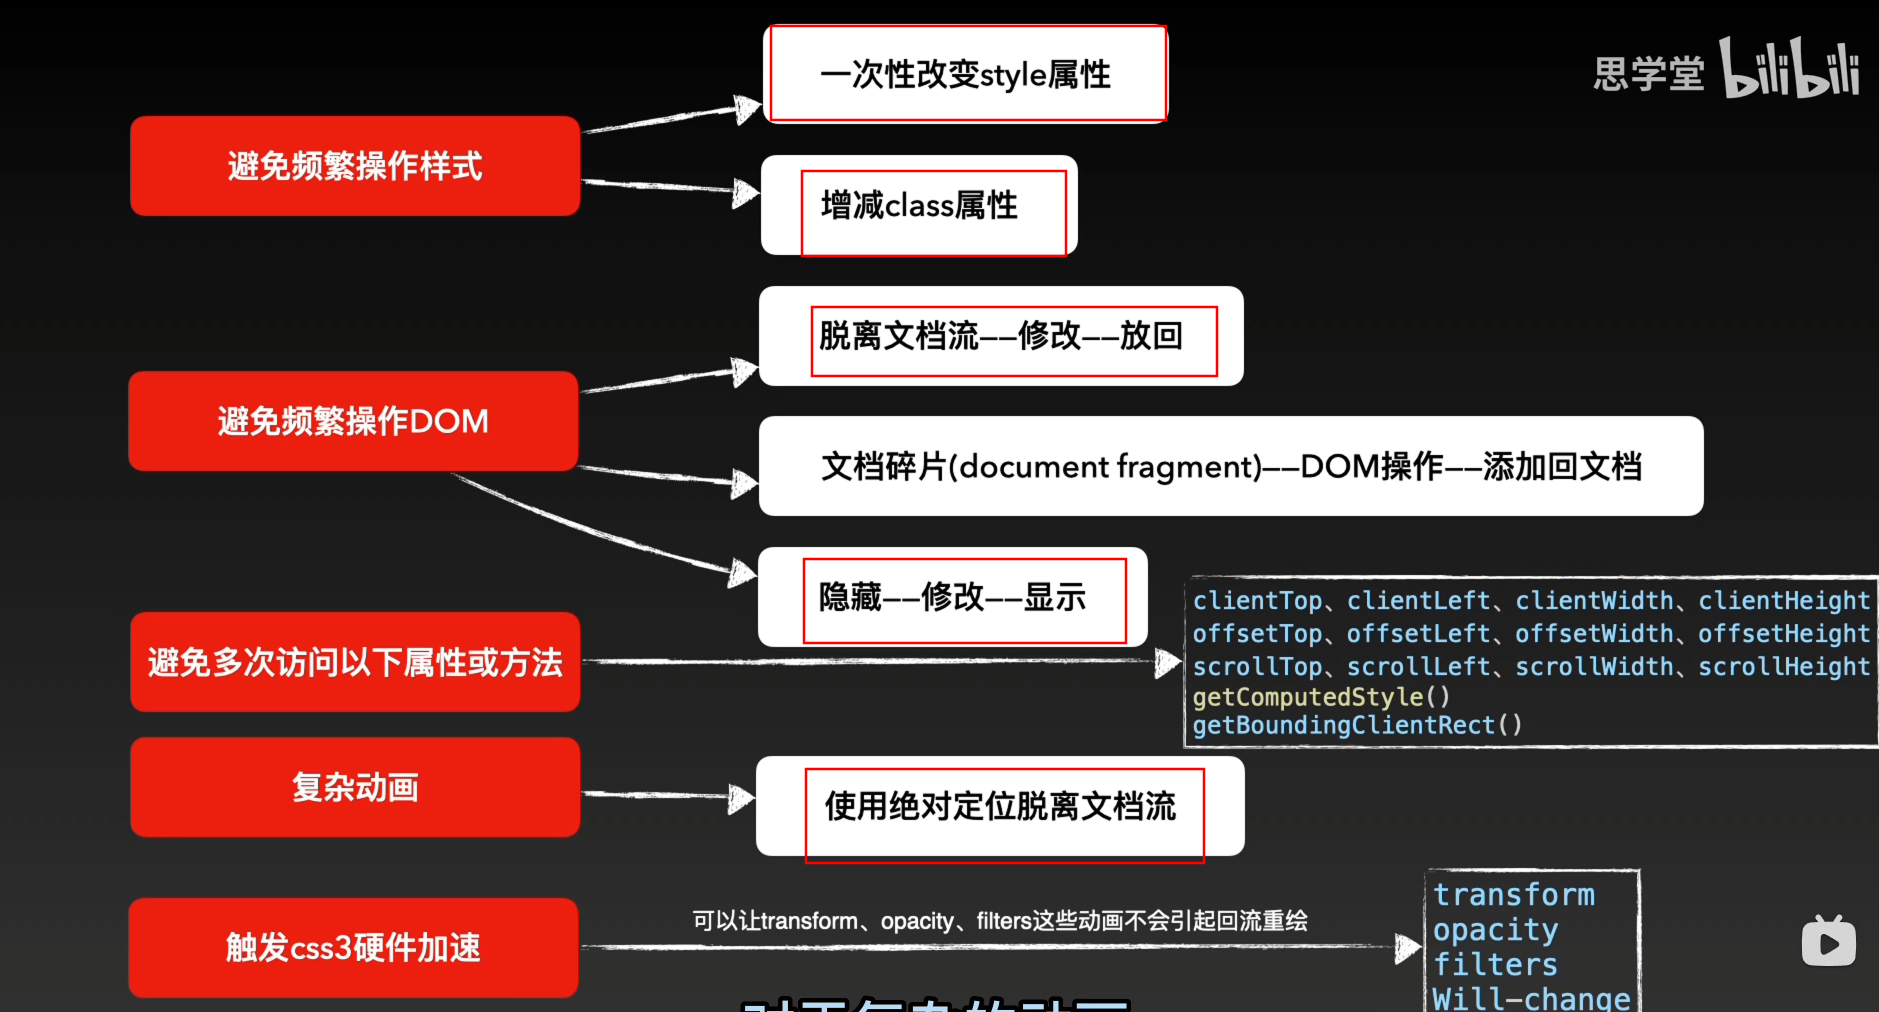 思学堂 bilibili
一次性改变style属性
避免频繁操作样式
增减class属性
脱离文档流——修改——放回
避免频繁操作DOM
文档碎片(document fragment)——DOM操作——添加回文档
隐藏——修改——显示
避免多次访问以下属性或方法
clientTop、clientLeft、clientWidth、clientHeight
offsetTop、offsetLeft、offsetWidth、offsetHeight
scrollTop、scrollLeft、scrollWidth、scrollHeight
getComputedStyle()
getBoundingClientRect()
复杂动画
使用绝对定位脱离文档流
触发css3硬件加速
可以让transform、opacity、filters这些动画不会引起回流重绘
transform
opacity
filters
Will-change
对于复杂的动画